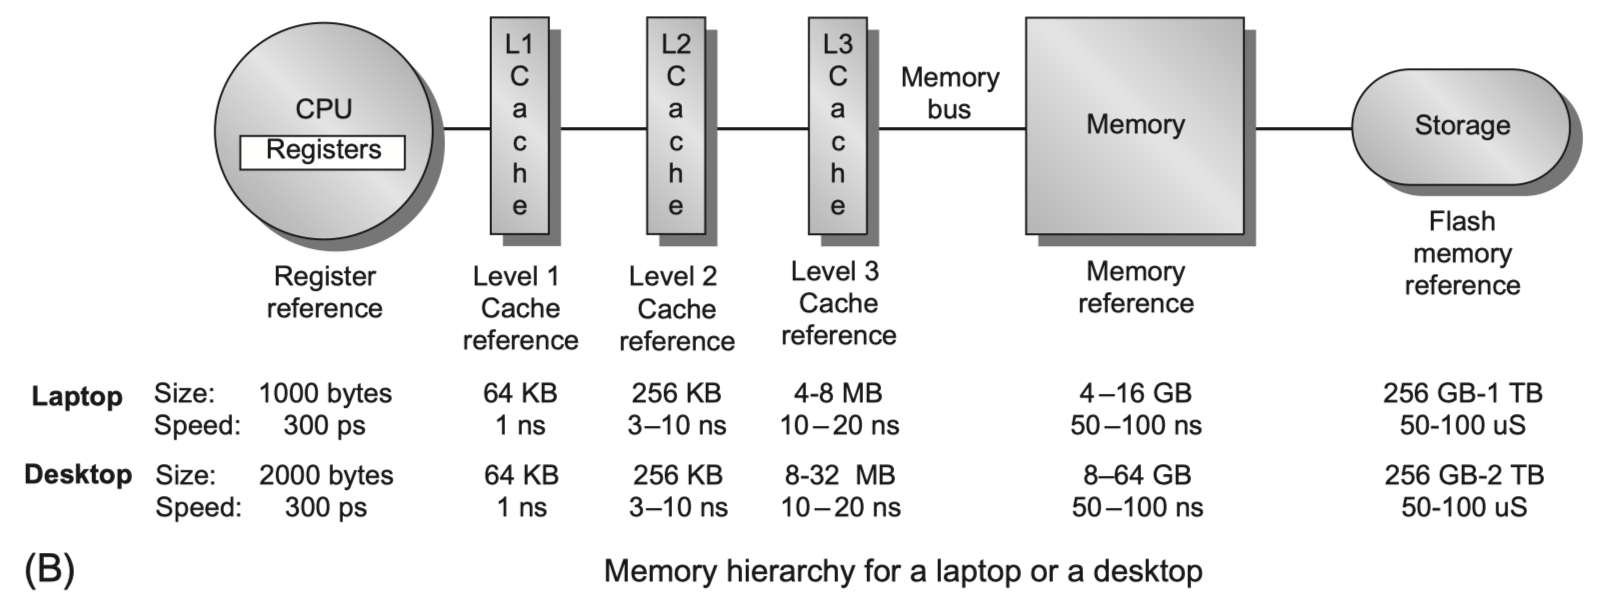 CPU
Registers
L1
C
a
c
h
e
L2
C
a
c
h
e
L3
C
a
c
h
e
Memory
bus
Memory
Storage
Register
reference
Level 1
Cache
reference
Level 2
Cache
reference
Level 3
Cache
reference
Memory
reference
Flash
memory
reference
Laptop Size: 1000 bytes 64 KB 256 KB 4-8 MB 4–16 GB 256 GB-1 TB
Speed: 300 ps 1 ns 3–10 ns 10–20 ns 50–100 ns 50-100 uS
Desktop Size: 2000 bytes 64 KB 256 KB 8-32 MB 8–64 GB 256 GB-2 TB
Speed: 300 ps 1 ns 3–10 ns 10–20 ns 50–100 ns 50-100 uS
(B) Memory hierarchy for a laptop or a desktop